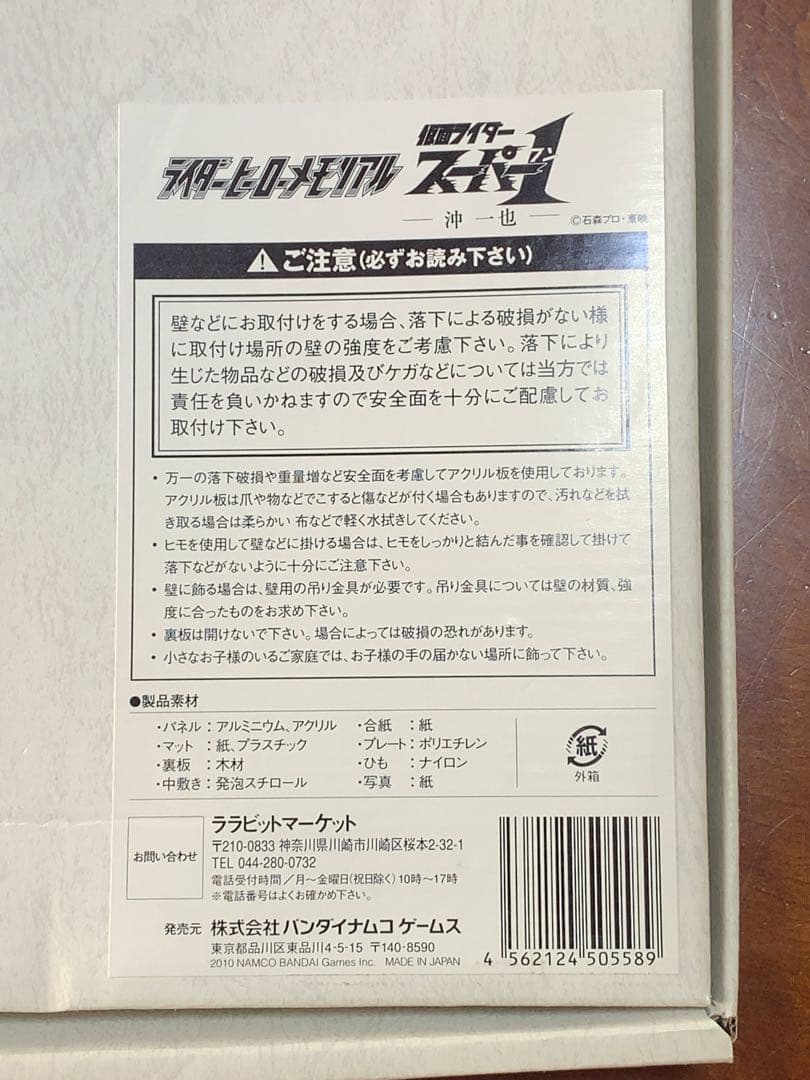 ライダーヒーローメモリアル
仮面ライダー
スーパー1
ワン
— 沖 一也 —
©石森プロ・東映
⚠ご注意(必ずお読み下さい)
壁などにお取付けをする場合、落下による破損がない様
に取付け場所の壁の強度をご考慮下さい。落下により
生じた物品などの破損及びケガなどについては当方では
責任を負いかねますので安全面を十分にご配慮してお
取付け下さい。
・万一の落下破損や重量増など安全面を考慮してアクリル板を使用しております。
アクリル板は爪や物などでこすると傷などが付く場合もありますので、汚れなどを拭
き取る場合は柔らかい 布などで軽く水拭きしてください。
・ヒモを使用して壁などに掛ける場合は、ヒモをしっかりと結んだ事を確認して掛けて
落下などがないように十分にご注意下さい。
・壁に飾る場合は、壁用の吊り金具が必要です。吊り金具については壁の材質、強
度に合ったものをお求め下さい。
・裏板は開けないで下さい。場合によっては破損の恐れがあります。
・小さなお子様のいるご家庭では、お子様の手の届かない場所に飾って下さい。
●製品素材
・パネル：アルミニウム、アクリル ・合紙：紙
・マット：紙、プラスチック ・プレート：ポリエチレン
・裏板：木材 ・ひも：ナイロン
・中敷き：発泡スチロール ・写真：紙
紙
外箱
お問い合わせ
ララビットマーケット
〒210-0833 神奈川県川崎市川崎区桜本2-32-1
TEL 044-280-0732
電話受付時間／月〜金曜日(祝日除く)10時〜17時
※電話番号はよくお確かめ下さい。
発売元 株式会社 バンダイナムコ ゲームス
東京都品川区東品川4-5-15 〒140-8590
2010 NAMCO BANDAI Games Inc. MADE IN JAPAN
4 562124 505589